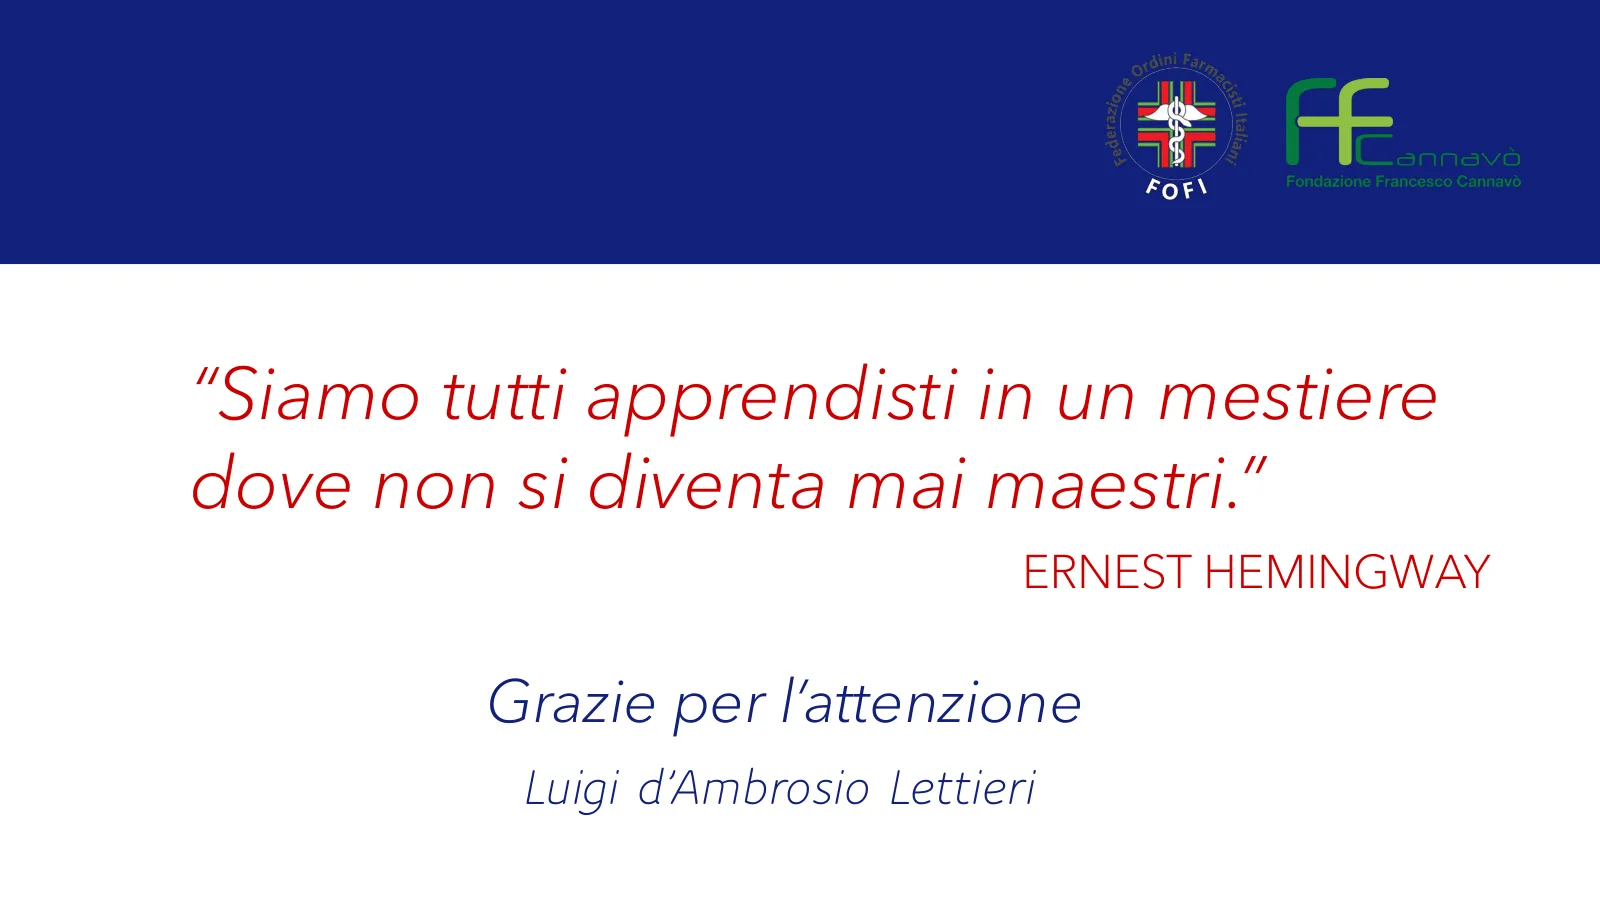 Federazione Ordini Farmacisti Italiani
FOFI
FFC cannavò
Fondazione Francesco Cannavò
“Siamo tutti apprendisti in un mestiere
dove non si diventa mai maestri.”
ERNEST HEMINGWAY
Grazie per l’attenzione
Luigi d’Ambrosio Lettieri